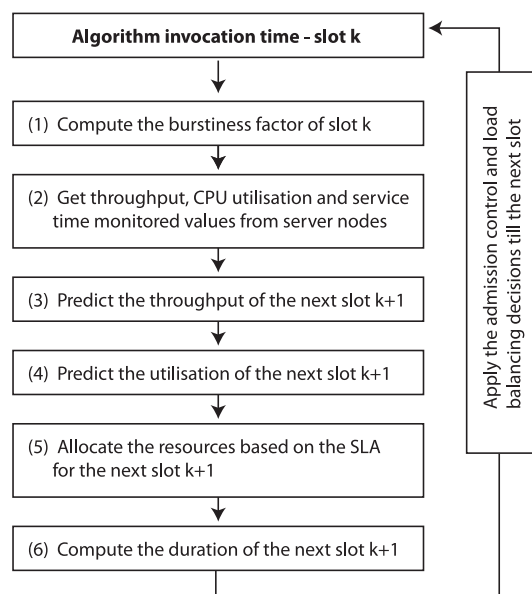 Algorithm invocation time - slot k
(1) Compute the burstiness factor of slot k
(2) Get throughput, CPU utilisation and service
time monitored values from server nodes
(3) Predict the throughput of the next slot k+1
(4) Predict the utilisation of the next slot k+1
(5) Allocate the resources based on the SLA
for the next slot k+1
(6) Compute the duration of the next slot k+1
Apply the admission control and load
balancing decisions till the next slot